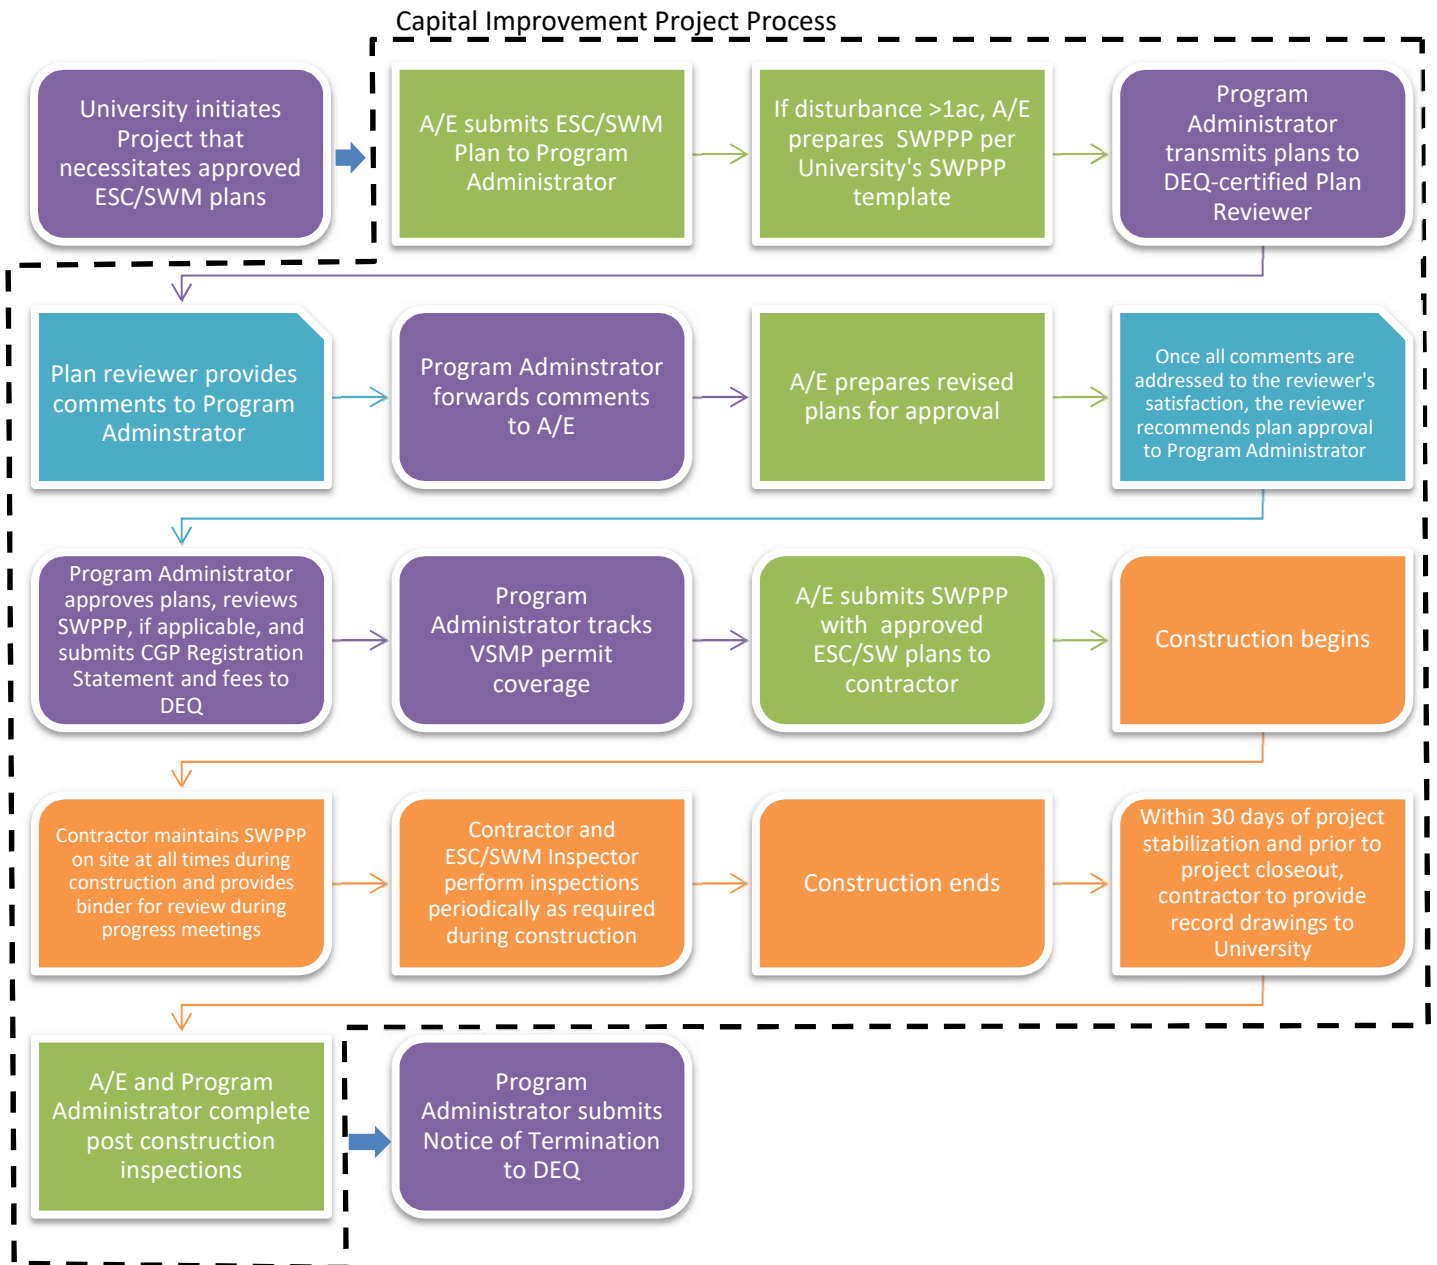 Capital Improvement Project Process
University initiates
Project that
necessitates approved
ESC/SWM plans
A/E submits ESC/SWM
Plan to Program
Administrator
If disturbance >1ac, A/E
prepares SWPPP per
University's SWPPP
template
Program
Administrator
transmits plans to
DEQ-certified Plan
Reviewer
Plan reviewer provides
comments to Program
Adminstrator
Program Adminstrator
forwards comments
to A/E
A/E prepares revised
plans for approval
Once all comments are
addressed to the reviewer's
satisfaction, the reviewer
recommends plan approval
to Program Administrator
Program Administrator
approves plans, reviews
SWPPP, if applicable, and
submits CGP Registration
Statement and fees to
DEQ
Program
Administrator tracks
VSMP permit
coverage
A/E submits SWPPP
with approved
ESC/SW plans to
contractor
Construction begins
Contractor maintains SWPPP
on site at all times during
construction and provides
binder for review during
progress meetings
Contractor and
ESC/SWM Inspector
perform inspections
periodically as required
during construction
Construction ends
Within 30 days of project
stabilization and prior to
project closeout,
contractor to provide
record drawings to
University
A/E and Program
Administrator complete
post construction
inspections
Program
Administrator submits
Notice of Termination
to DEQ